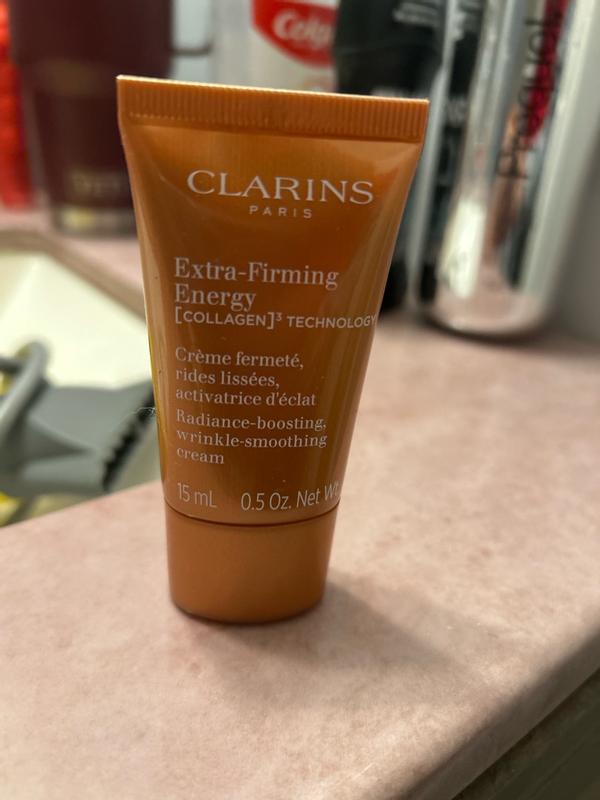 CLARINS
PARIS
Extra-Firming
Energy
[COLLAGEN]³ TECHNOLOGY
Crème fermeté,
rides lissées,
activatrice d'éclat
Radiance-boosting,
wrinkle-smoothing
cream
15 mL 0.5 Oz. Net Wt.